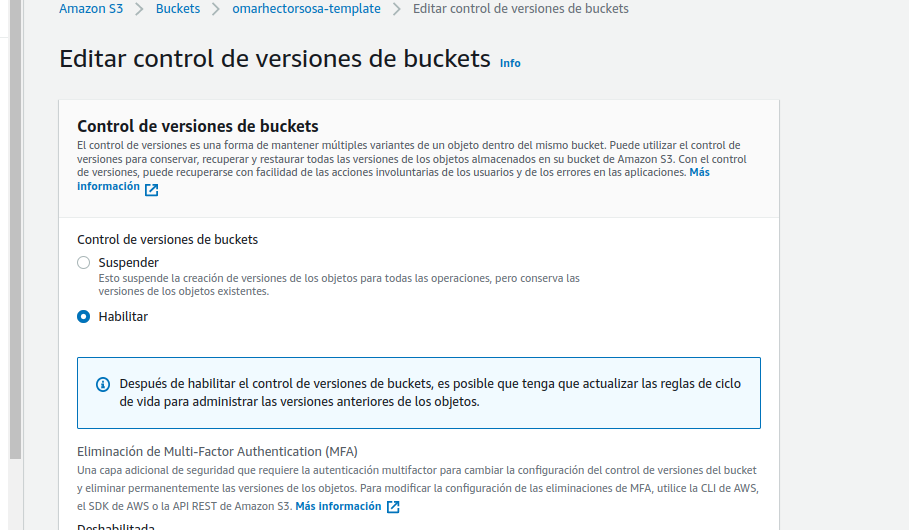 Amazon S3 > Buckets > omarhectorsosa-template > Editar control de versiones de buckets
Editar control de versiones de buckets Info
Control de versiones de buckets
El control de versiones es una forma de mantener múltiples variantes de un objeto dentro del mismo bucket. Puede utilizar el control de
versiones para conservar, recuperar y restaurar todas las versiones de los objetos almacenados en su bucket de Amazon S3. Con el control
de versiones, puede recuperarse con facilidad de las acciones involuntarias de los usuarios y de los errores en las aplicaciones. Más
información
Control de versiones de buckets
Suspender
Esto suspende la creación de versiones de los objetos para todas las operaciones, pero conserva las
versiones de los objetos existentes.
Habilitar
Después de habilitar el control de versiones de buckets, es posible que tenga que actualizar las reglas de ciclo
de vida para administrar las versiones anteriores de los objetos.
Eliminación de Multi-Factor Authentication (MFA)
Una capa adicional de seguridad que requiere la autenticación multifactor para cambiar la configuración del control de versiones del bucket
y eliminar permanentemente las versiones de los objetos. Para modificar la configuración de las eliminaciones de MFA, utilice la CLI de AWS,
el SDK de AWS o la API REST de Amazon S3. Más información
Deshabilitada